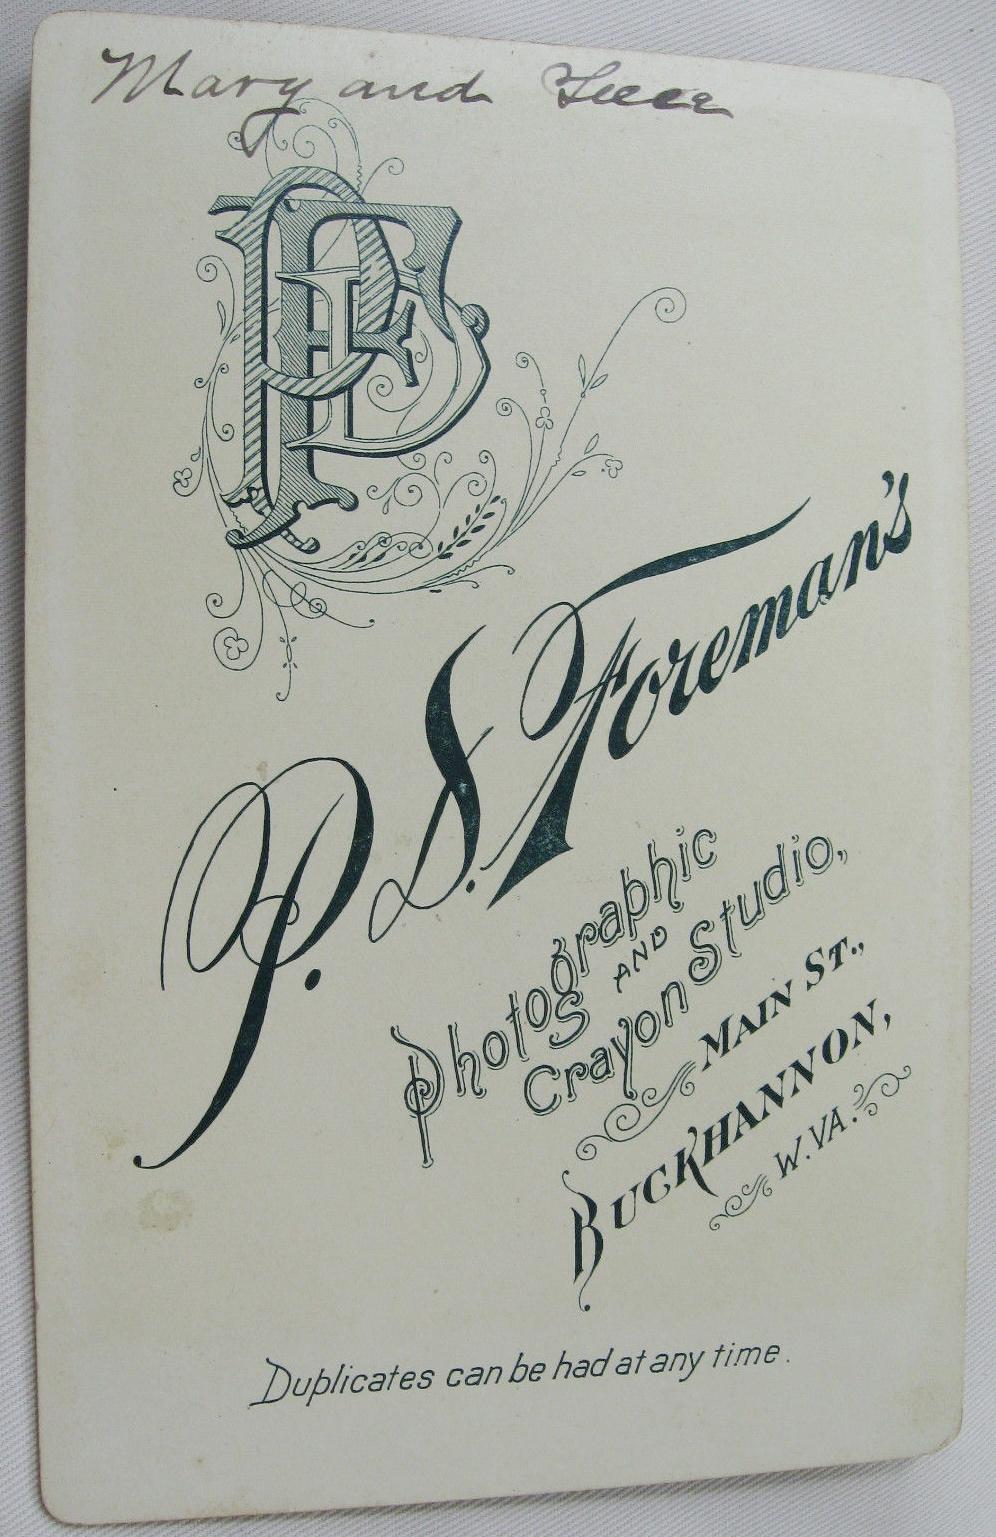 Mary and
P. S. Foreman's
Photographic
AND
Crayon Studio,
MAIN ST.,
BUCKHANNON,
W. VA.
Duplicates can be had at any time.